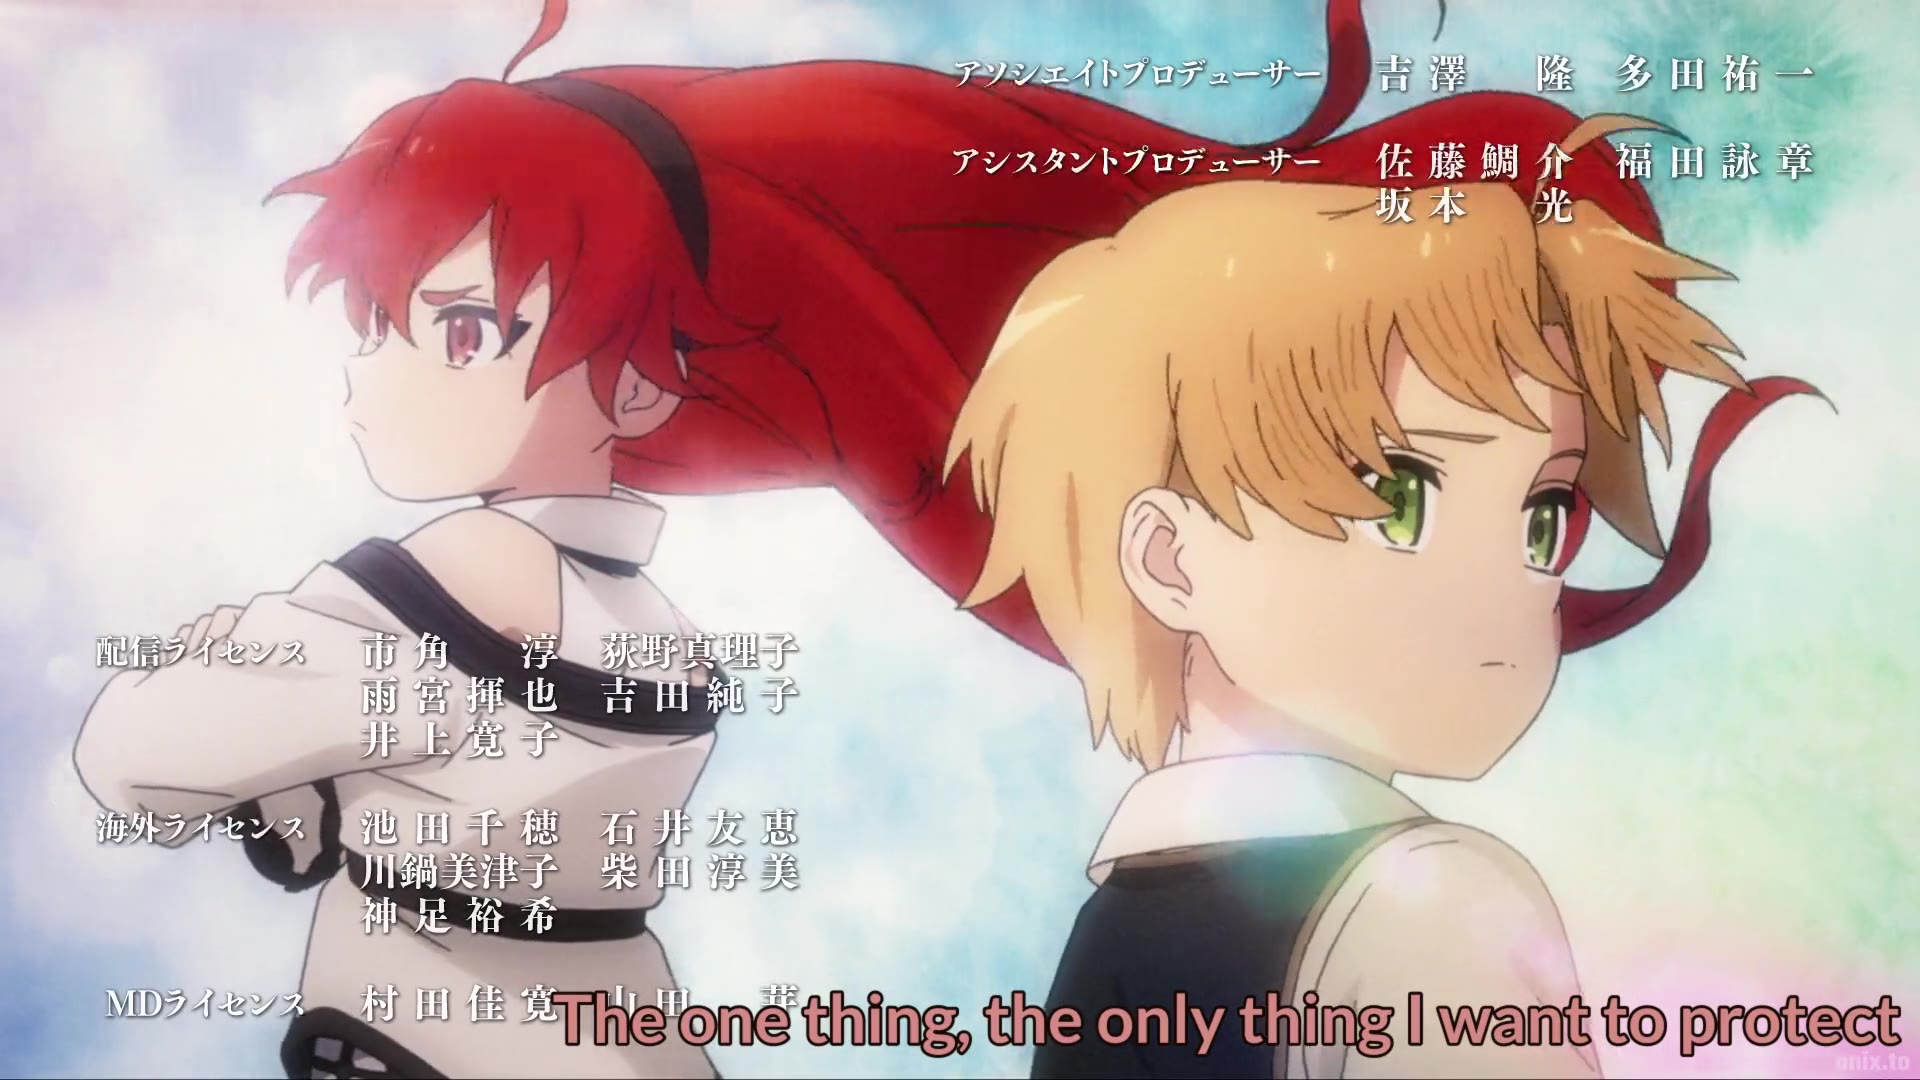 アソシエイトプロデューサー 吉澤 隆 多田祐一
アシスタントプロデューサー 佐藤鯛介 福田詠章
坂本 光
配信ライセンス 市角 淳 荻野真理子
雨宮揮也 吉田純子
井上寛子
海外ライセンス 池田千穂 石井友恵
川鍋美津子 柴田淳美
神足裕希
MDライセンス 村田佳寛 山田
The one thing, the only thing I want to protect
anix.to